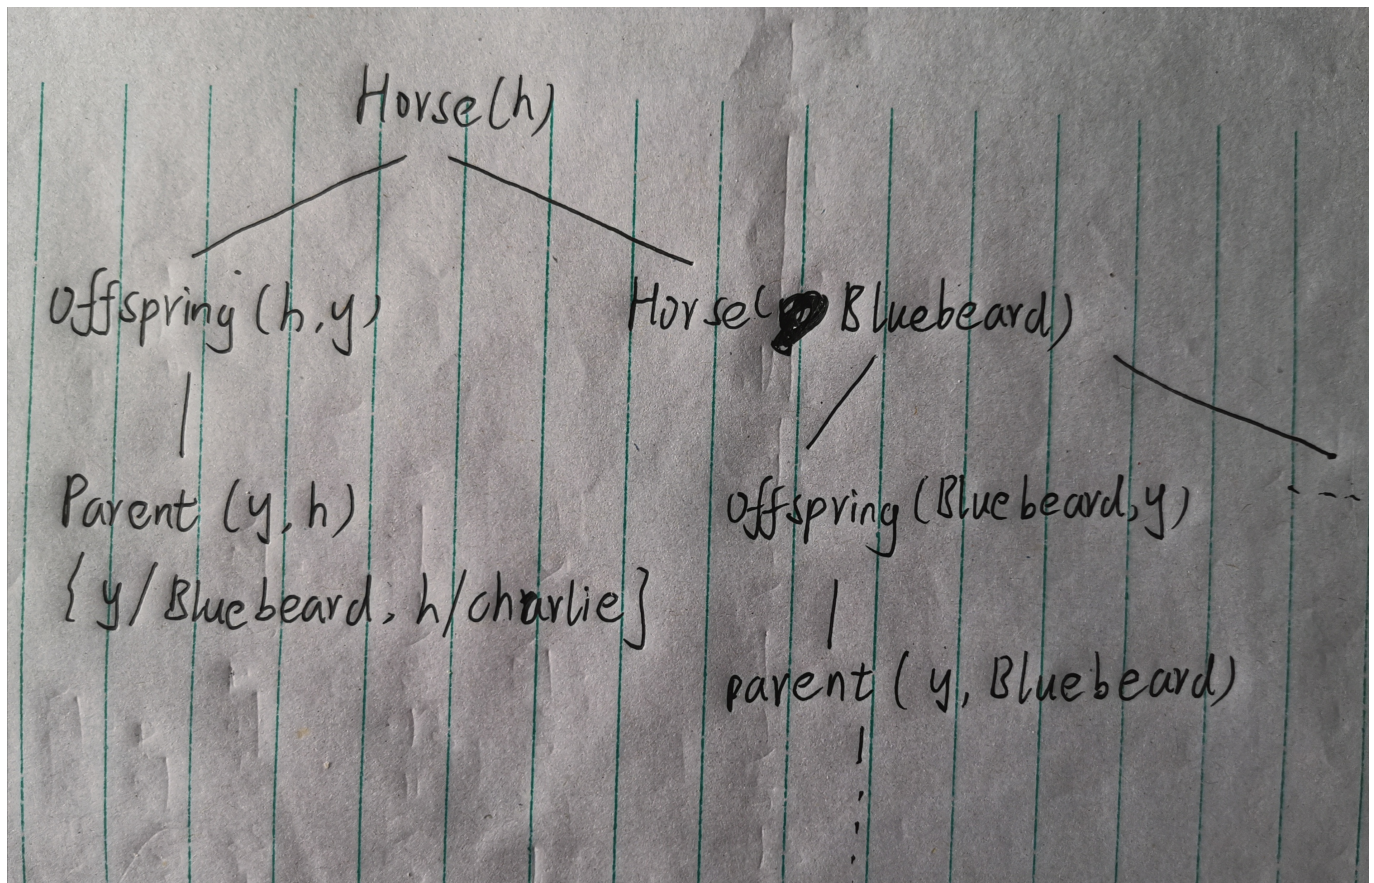 Horse(h)
Offspring (h,y)
Horse( Bluebeard)
Parent (y,h)
{y/Bluebeard, h/charlie}
Offspring (Bluebeard,y)
parent (y, Bluebeard)